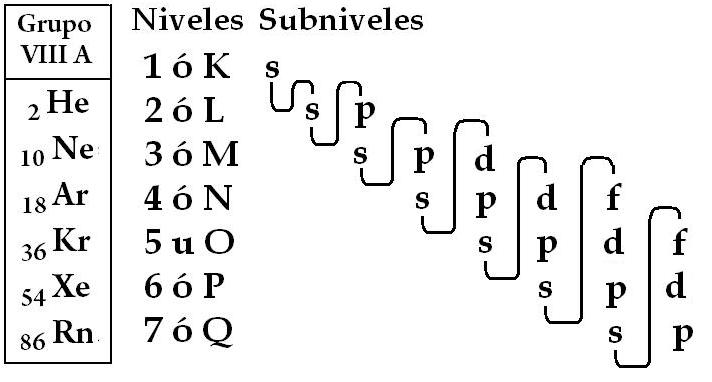 Grupo
VIII A
2 He
10 Ne
18 Ar
36 Kr
54 Xe
86 Rn
Niveles Subniveles
1 ó K s
2 ó L s p
3 ó M s p d
4 ó N s p d f
5 u O s p d f
6 ó P s p d
7 ó Q s p